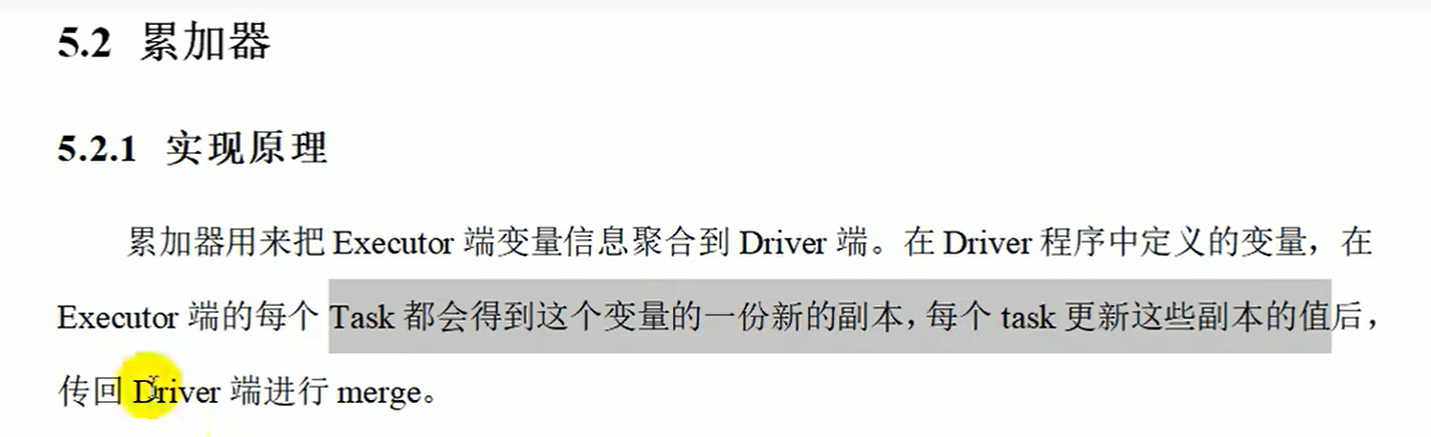 5.2 累加器
5.2.1 实现原理
累加器用来把 Executor 端变量信息聚合到 Driver 端。在 Driver 程序中定义的变量，在
Executor 端的每个 Task 都会得到这个变量的一份新的副本，每个 task 更新这些副本的值后，
传回 Driver 端进行 merge。